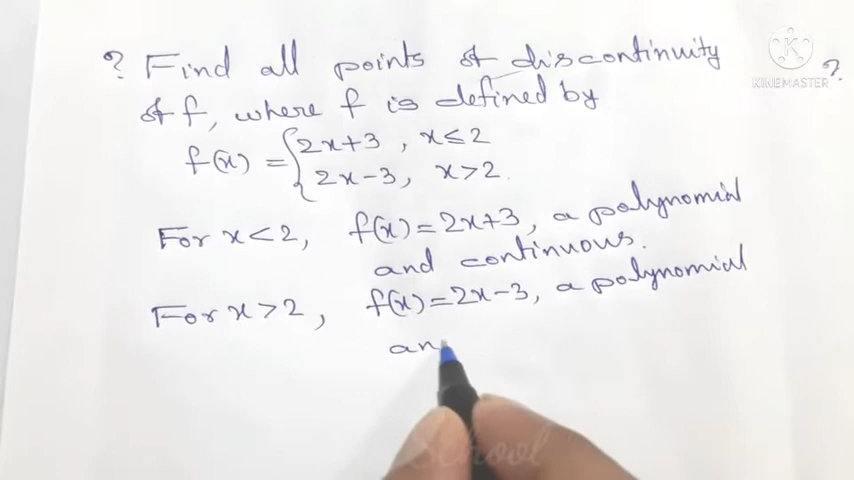 ? Find all points of discontinuity
of f, where f is defined by ?
f(x) = { 2x+3 , x ≤ 2
2x-3, x > 2.
For x < 2, f(x) = 2x+3, a polynomial
and continuous.
For x > 2, f(x) = 2x-3, a polynomial
an
K
KINEMASTER
School